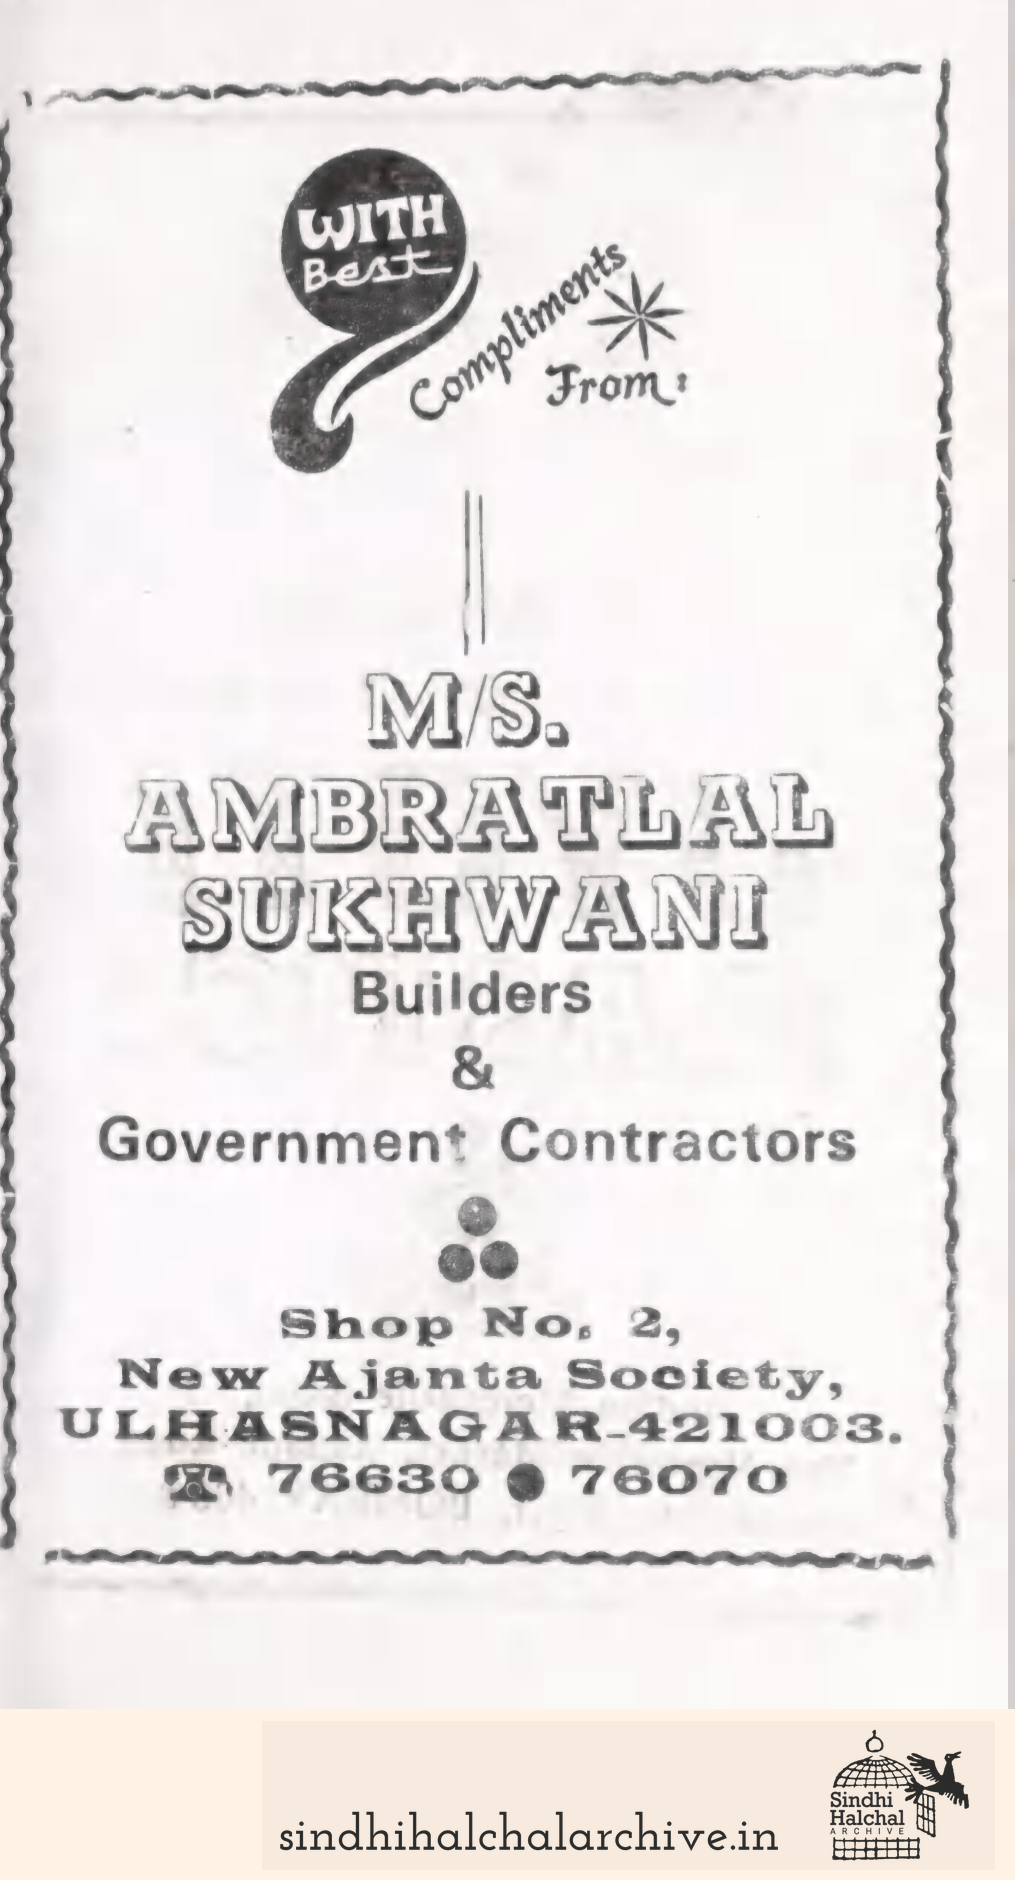 WITH
Best
Compliments
From:
M/S.
AMBRATLAL
SUKHWANI
Builders
&
Government Contractors
Shop No. 2,
New Ajanta Society,
ULHASNAGAR-421003.
☎ 76630 ● 76070
sindhihalchalarchive.in
Sindhi
Halchal
ARCHIVE